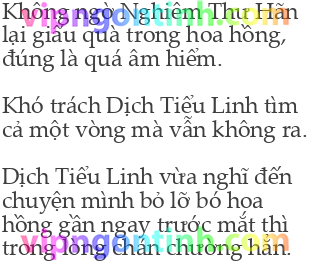 Không ngờ Nghiêm Thư Hãn
lại giấu quà trong hoa hồng,
đúng là quá âm hiểm.
Khó trách Dịch Tiểu Linh tìm
cả một vòng mà vẫn không ra.
Dịch Tiểu Linh vừa nghĩ đến
chuyện mình bỏ lỡ bó hoa
hồng gần ngay trước mắt thì
trong lòng chán chường hẳn.
vipngontinh.com
vipngontinh.com